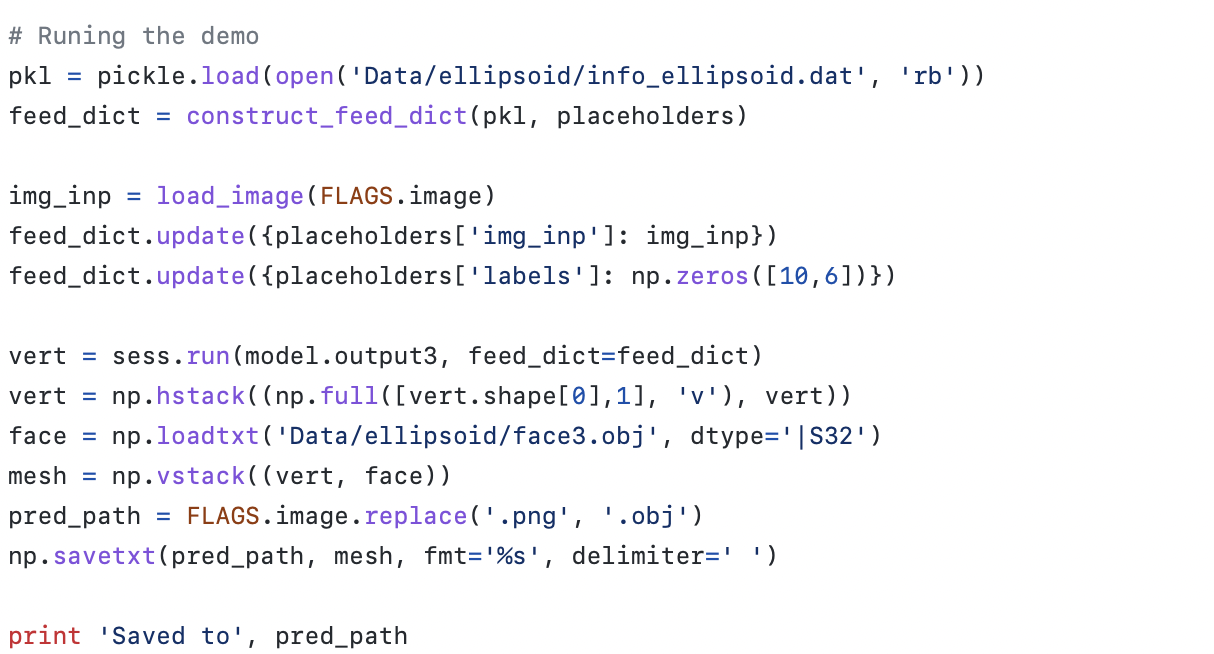 # Runing the demo
pkl = pickle.load(open('Data/ellipsoid/info_ellipsoid.dat', 'rb'))
feed_dict = construct_feed_dict(pkl, placeholders)
img_inp = load_image(FLAGS.image)
feed_dict.update({placeholders['img_inp']: img_inp})
feed_dict.update({placeholders['labels']: np.zeros([10,6])})
vert = sess.run(model.output3, feed_dict=feed_dict)
vert = np.hstack((np.full([vert.shape[0],1], 'v'), vert))
face = np.loadtxt('Data/ellipsoid/face3.obj', dtype='|S32')
mesh = np.vstack((vert, face))
pred_path = FLAGS.image.replace('.png', '.obj')
np.savetxt(pred_path, mesh, fmt='%s', delimiter=' ')
print 'Saved to', pred_path